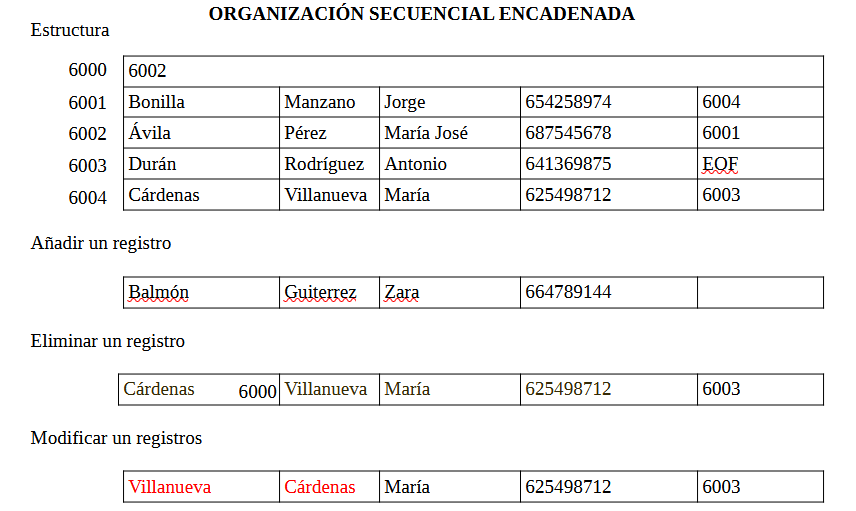 ORGANIZACIÓN SECUENCIAL ENCADENADA
Estructura
6000 6002
6001 Bonilla Manzano Jorge 654258974 6004
6002 Ávila Pérez María José 687545678 6001
6003 Durán Rodríguez Antonio 641369875 EOF
6004 Cárdenas Villanueva María 625498712 6003
Añadir un registro
Balmón Guiterrez Zara 664789144
Eliminar un registro
Cárdenas 6000 Villanueva María 625498712 6003
Modificar un registros
Villanueva Cárdenas María 625498712 6003